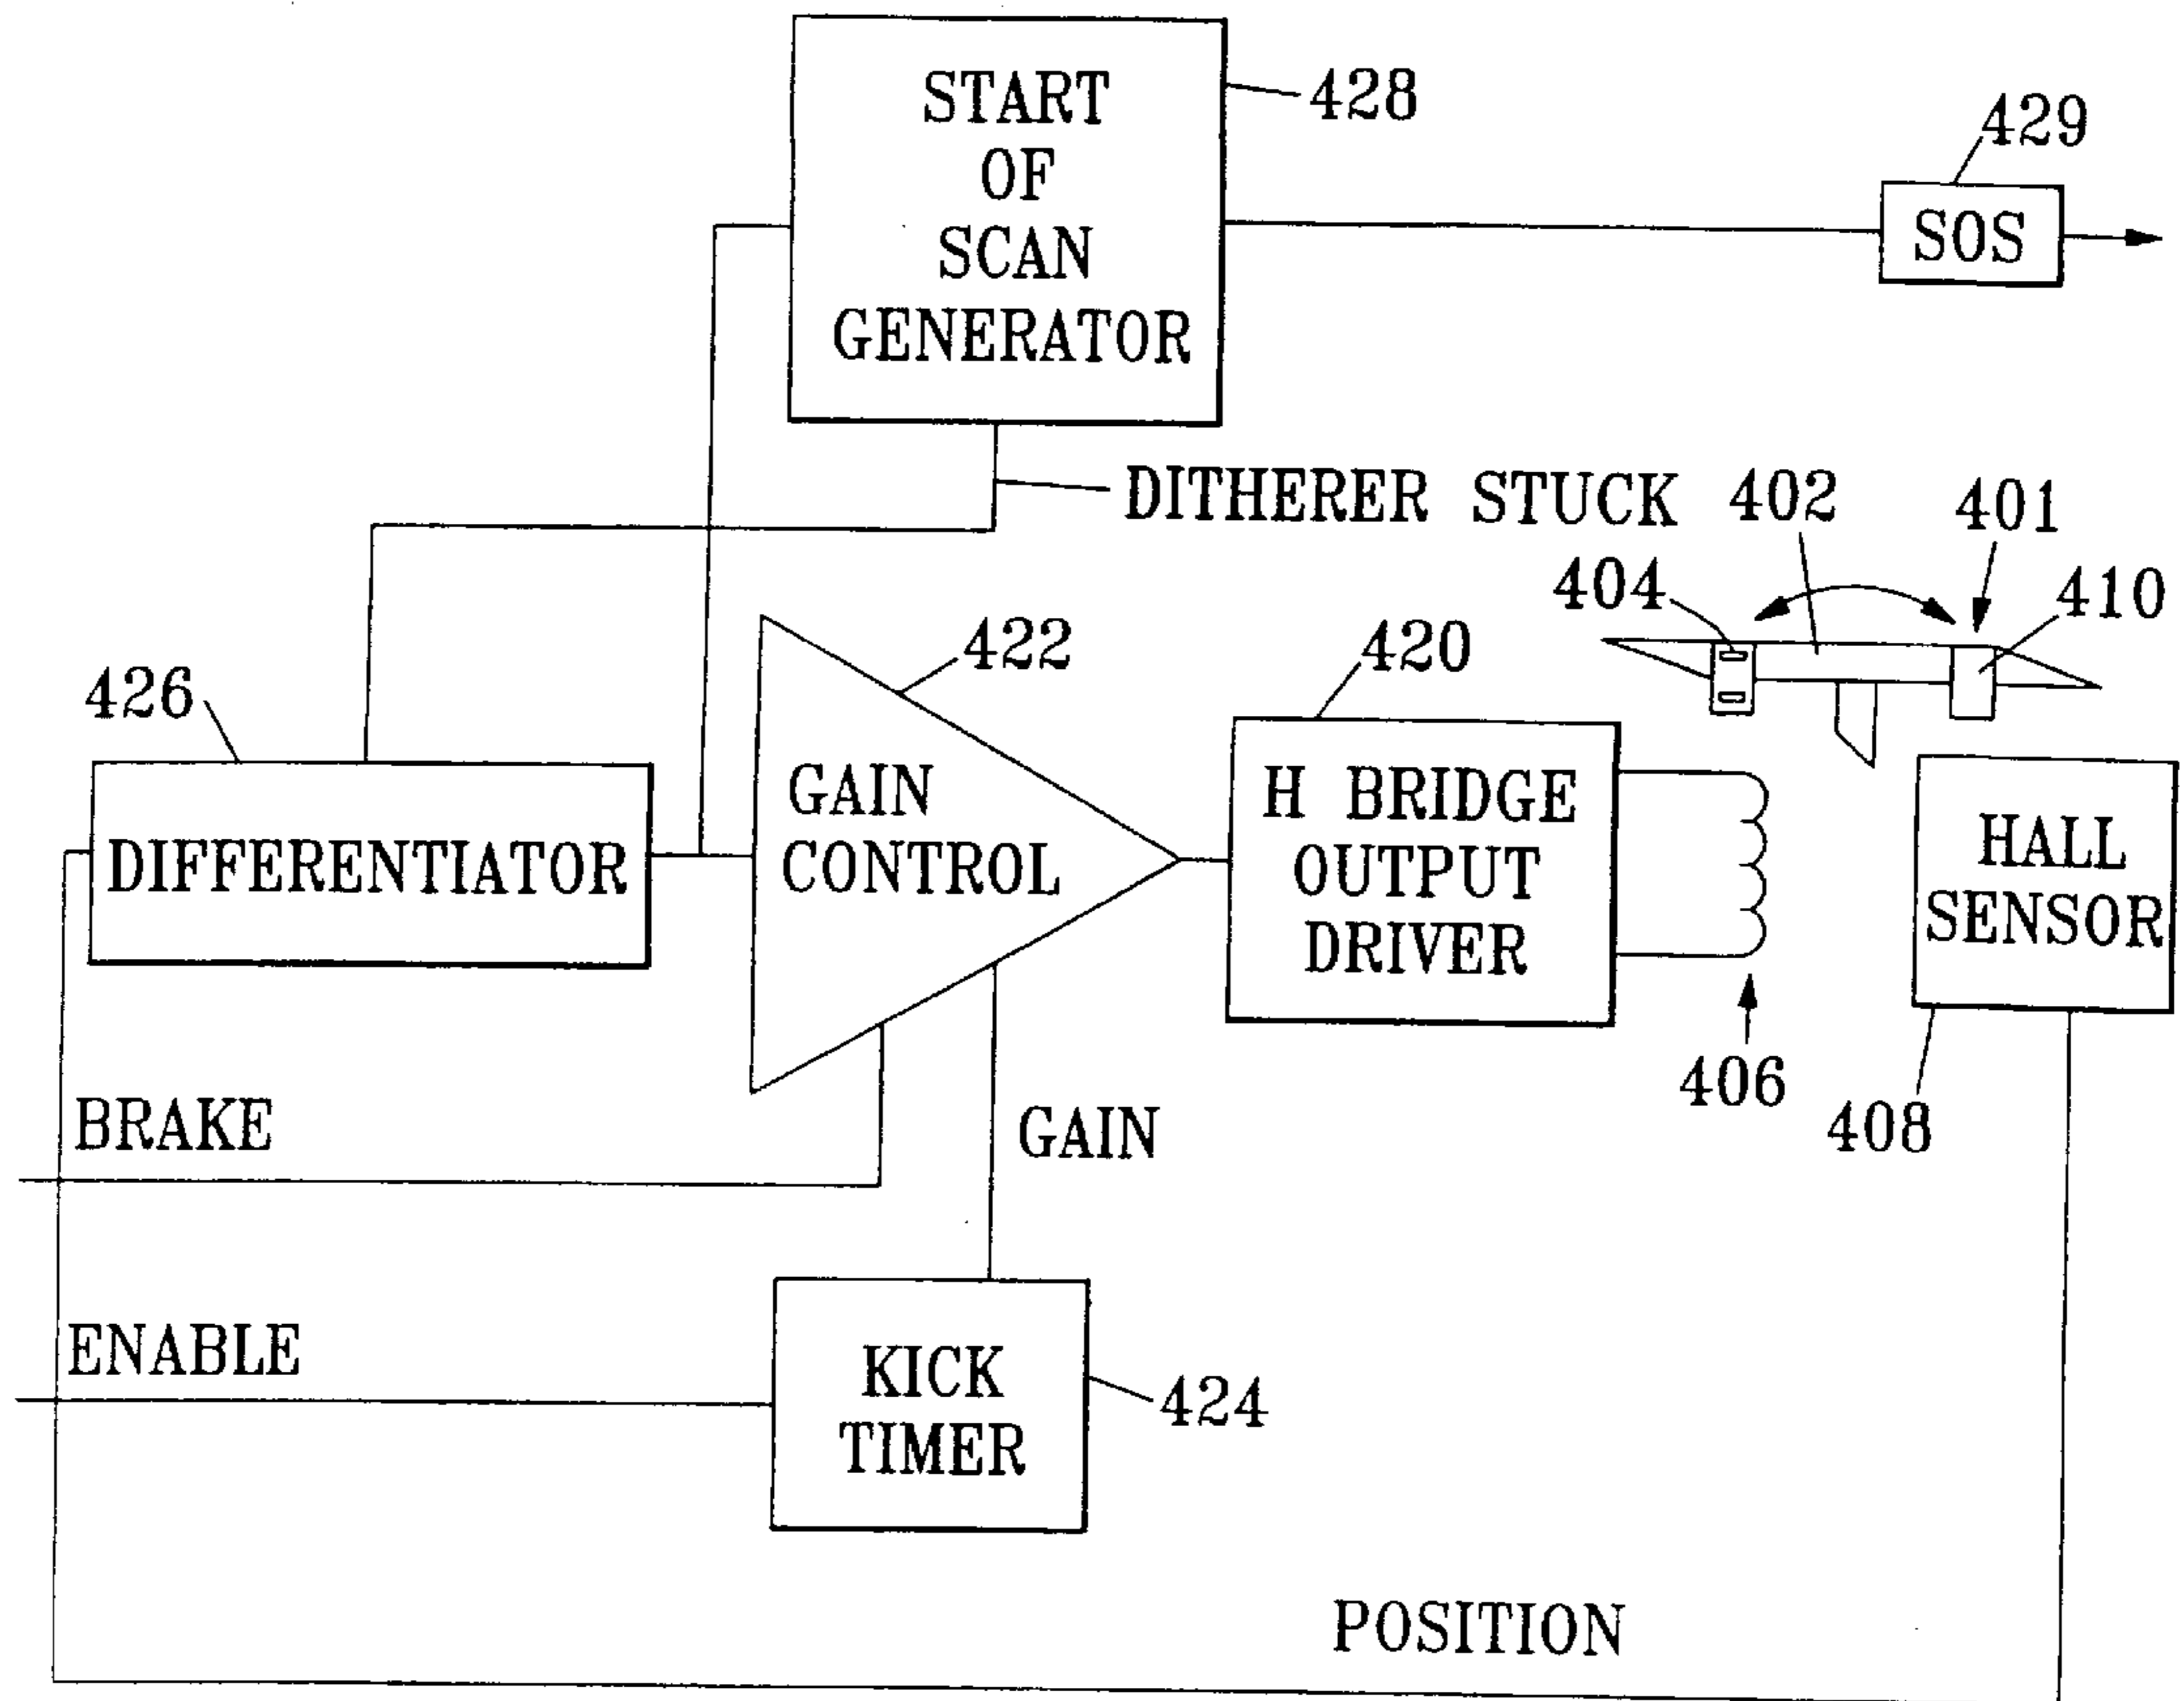 START
OF
SCAN
GENERATOR
428
429
SOS
DITHERER STUCK
402
401
404
410
422
420
426
GAIN
CONTROL
H BRIDGE
OUTPUT
DRIVER
DIFFERENTIATOR
HALL
SENSOR
406
408
BRAKE
GAIN
ENABLE
KICK
TIMER
424
POSITION